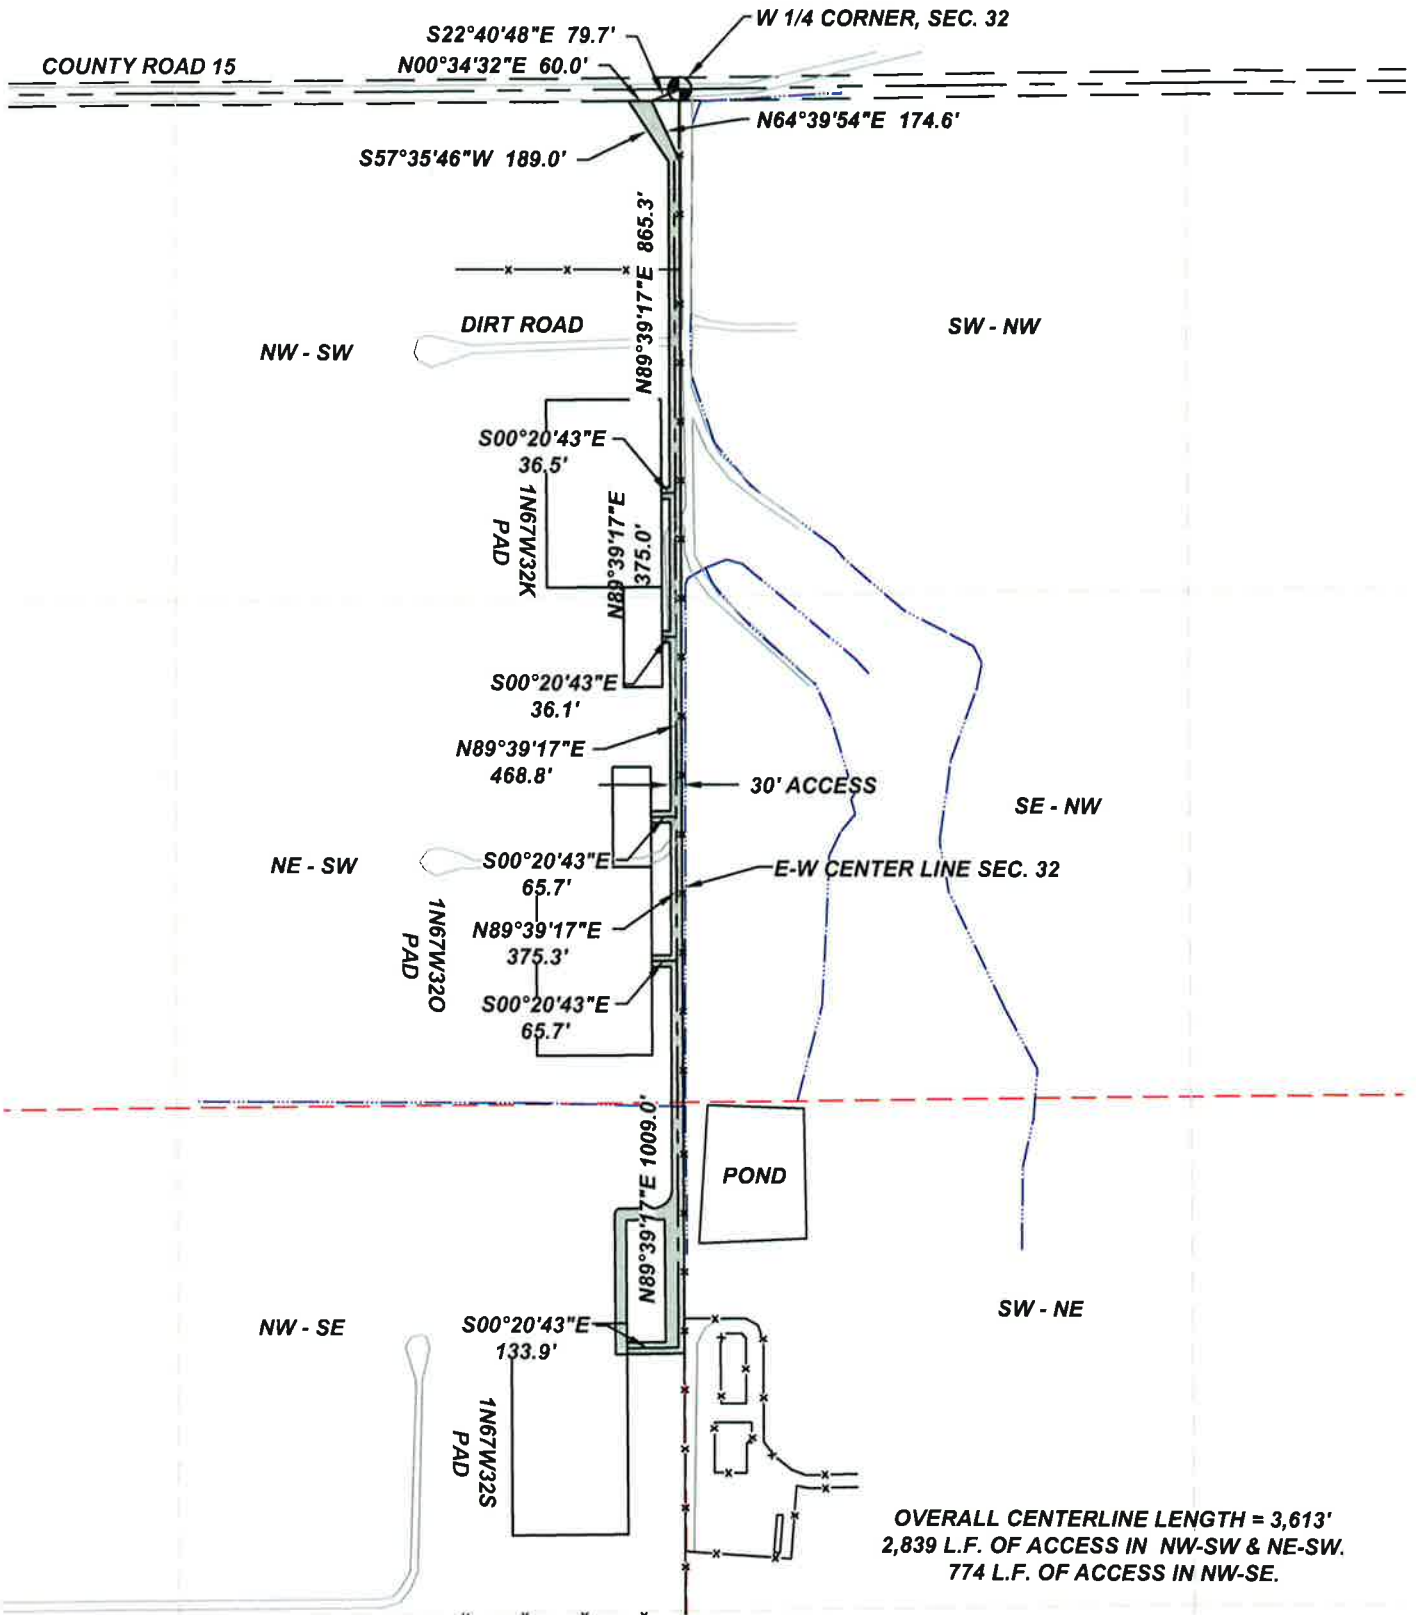 W 1/4 CORNER, SEC. 32
S22°40'48"E 79.7'
COUNTY ROAD 15
N00°34'32"E 60.0'
N64°39'54"E 174.6'
S57°35'46"W 189.0'
N89°39'17"E 865.3'
DIRT ROAD
SW - NW
NW - SW
S00°20'43"E
36.5'
1N67W32K
PAD
N89°39'17"E
375.0'
S00°20'43"E
36.1'
N89°39'17"E
468.8'
30' ACCESS
SE - NW
NE - SW
S00°20'43"E
65.7'
E-W CENTER LINE SEC. 32
1N67W32O
PAD
N89°39'17"E
375.3'
S00°20'43"E
65.7'
N89°39'17"E 1009.0'
POND
SW - NE
NW - SE
S00°20'43"E
133.9'
1N67W32S
PAD
OVERALL CENTERLINE LENGTH = 3,613'
2,839 L.F. OF ACCESS IN NW-SW & NE-SW.
774 L.F. OF ACCESS IN NW-SE.